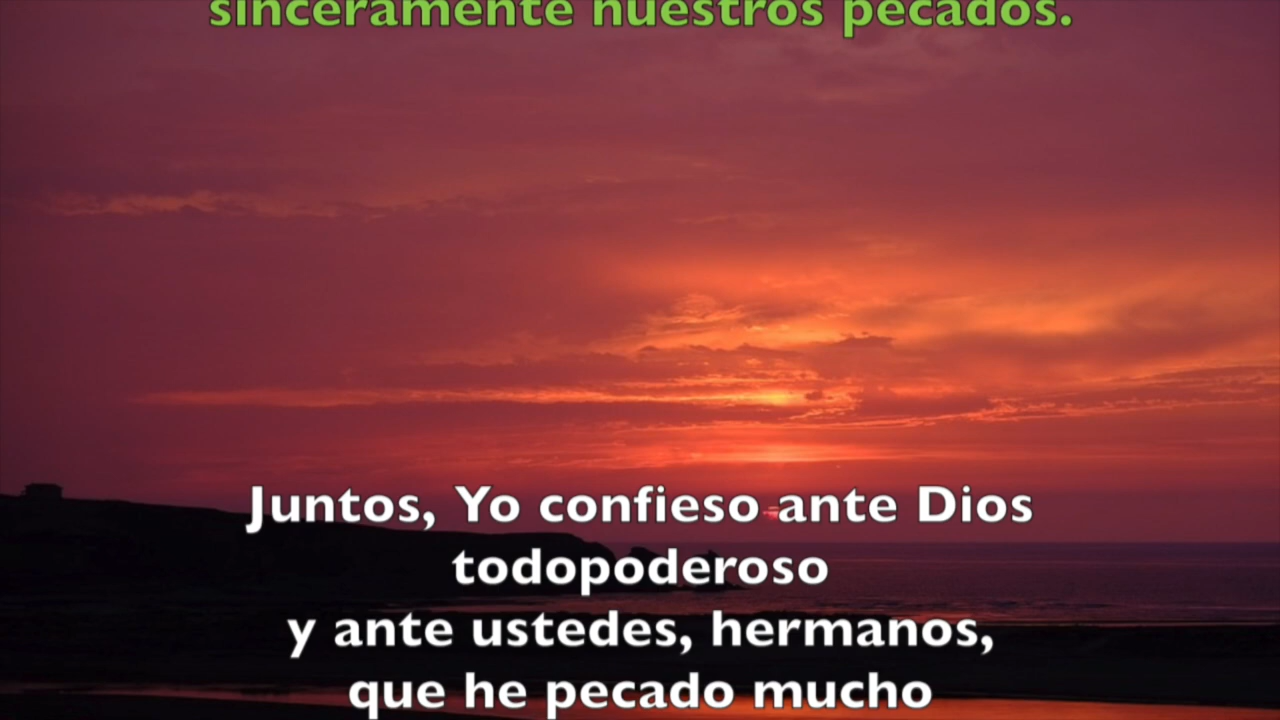 sinceramente nuestros pecados.
Juntos, Yo confieso ante Dios
todopoderoso
y ante ustedes, hermanos,
que he pecado mucho